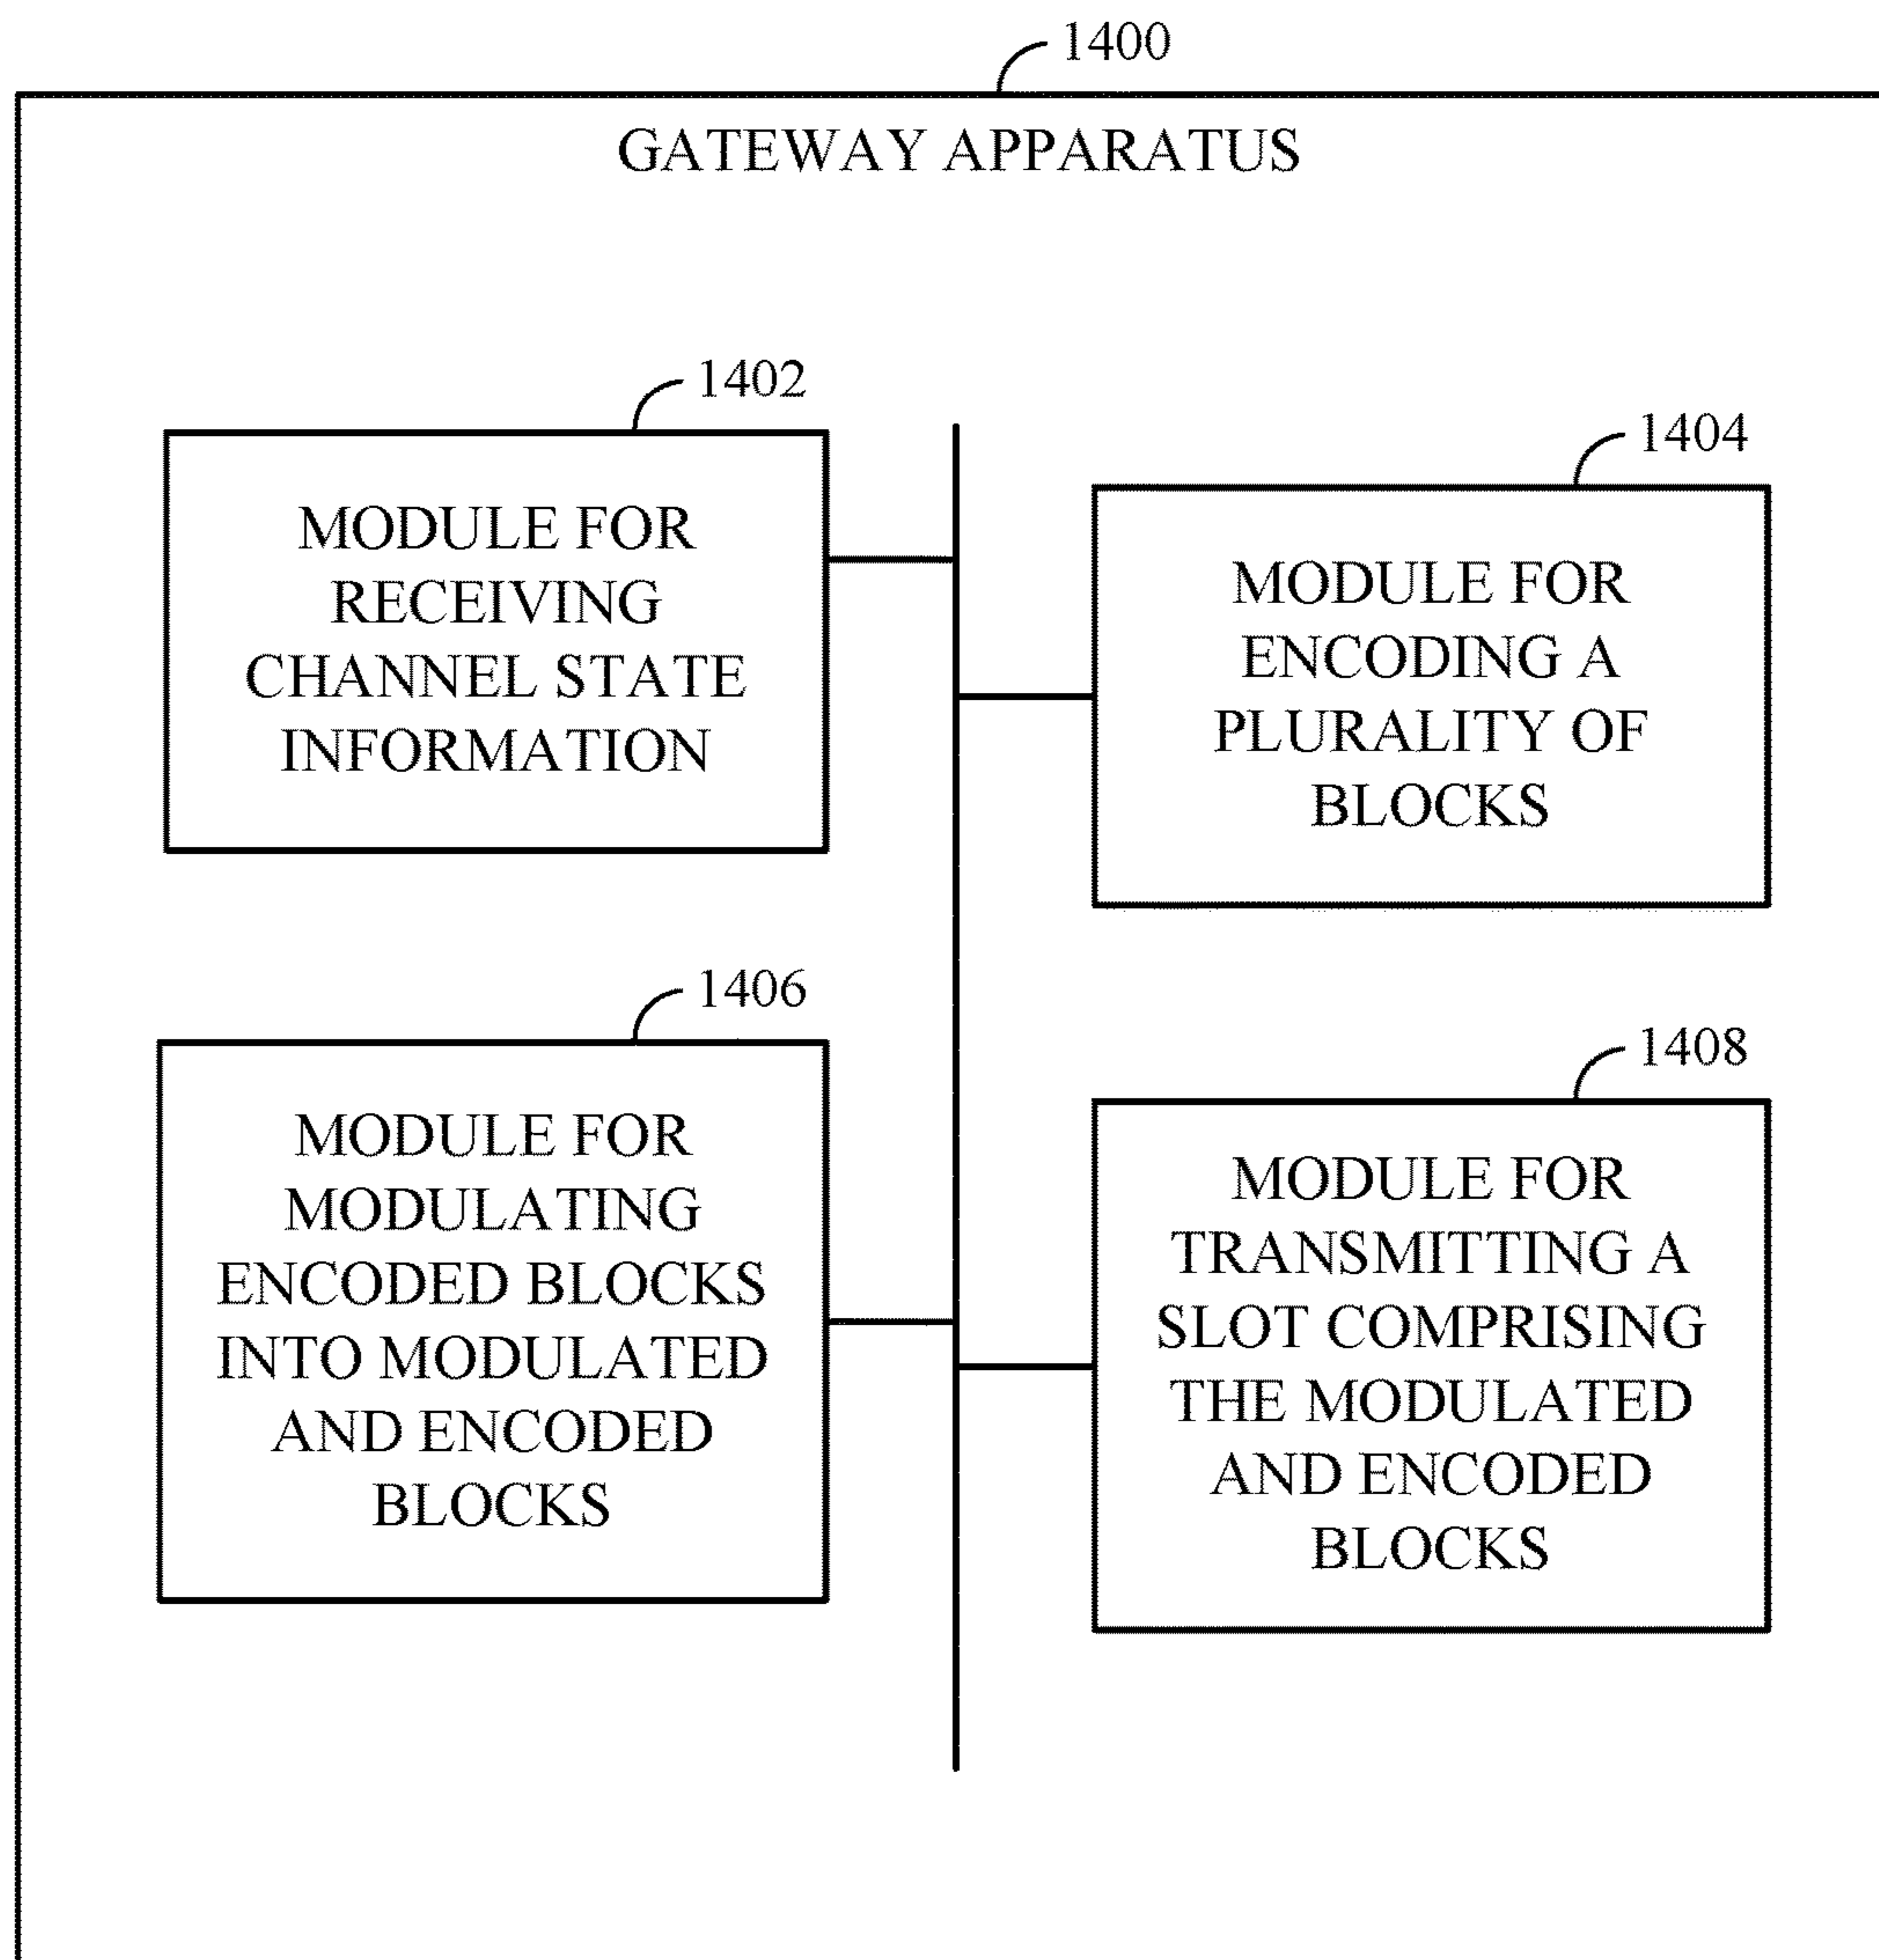 1400
GATEWAY APPARATUS
1402
MODULE FOR
RECEIVING
CHANNEL STATE
INFORMATION
1404
MODULE FOR
ENCODING A
PLURALITY OF
BLOCKS
1406
MODULE FOR
MODULATING
ENCODED BLOCKS
INTO MODULATED
AND ENCODED
BLOCKS
1408
MODULE FOR
TRANSMITTING A
SLOT COMPRISING
THE MODULATED
AND ENCODED
BLOCKS